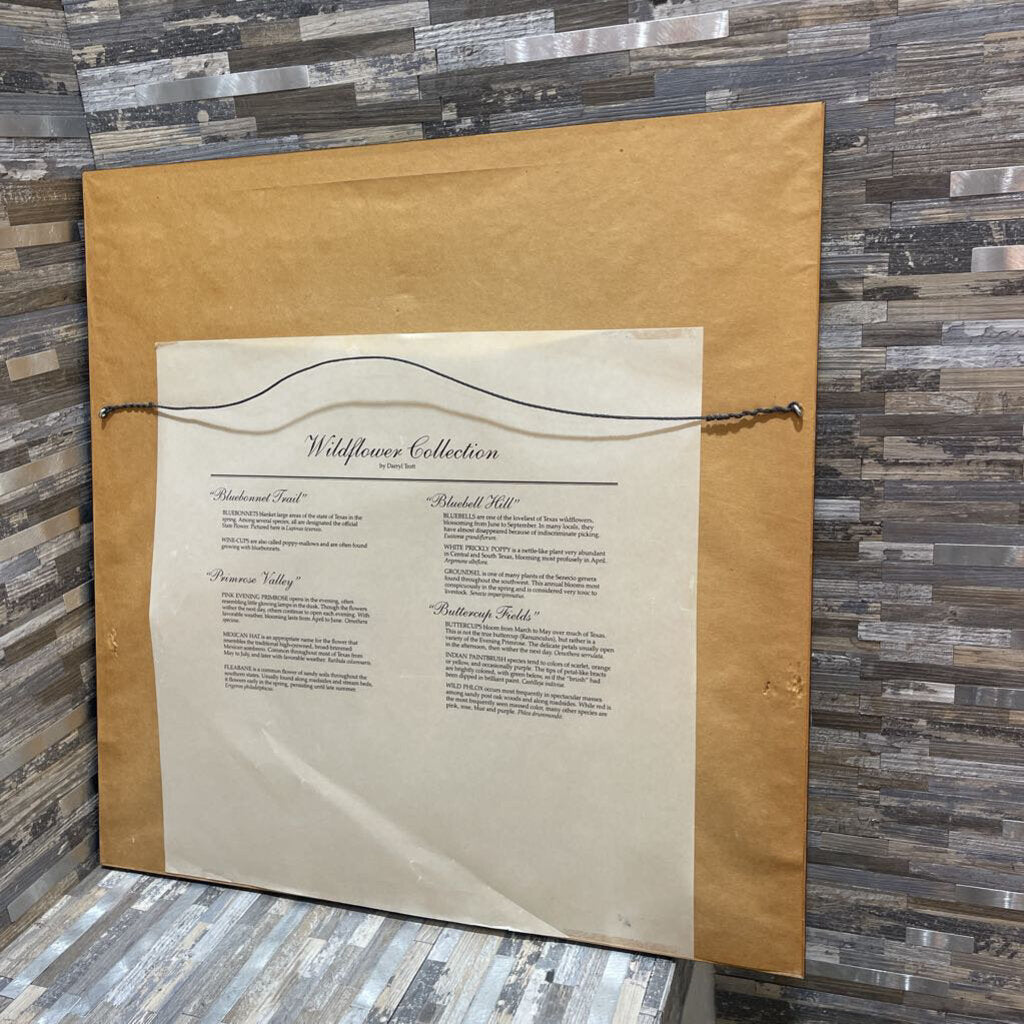 Wildflower Collection
by Darryl Trott
"Bluebonnet Trail"
BLUEBONNETS blanket large areas of the state of Texas in the
spring. Among several species, all are designated the official
State Flower. Pictured here is Lupinus texensis.
WINE-CUPS are also called poppy-mallows and are often found
growing with bluebonnets.
"Primrose Valley"
PINK EVENING PRIMROSE opens in the evening, often
resembling little glowing lamps in the dusk. Though the flowers
wither the next day, others continue to open each evening. With
favorable weather, blooming lasts from April to June. Oenothera
speciosa.
MEXICAN HAT is an appropriate name for the flower that
resembles the traditional high-crowned, broad brimmed
Mexican sombrero. Common throughout most of Texas from
May to July, and later with favorable weather. Ratibida columnaris.
FLEABANE is a common flower of sandy soils throughout the
southern states. Usually found along roadsides and stream beds,
it flowers early in the spring, persisting until late summer.
Erigeron philadelphicus.
"Bluebell Hill"
BLUEBELLS are one of the loveliest of Texas wildflowers,
blossoming from June to September. In many locals, they
have almost disappeared because of indiscriminate picking.
Eustoma grandiflorum.
WHITE PRICKLY POPPY is a nettle-like plant very abundant
in Central and South Texas, blooming most profusely in April.
Argemone albiflora.
GROUNDSEL is one of many plants of the Senecio genera
found throughout the southwest. This annual blooms most
conspicuously in the spring and is considered very toxic to
livestock. Senecio
"Buttercup Fields"
BUTTERCUPS bloom from March to May over much of Texas.
This is not the true buttercup (Ranunculus), but rather is a
variety of the Evening Primrose. The delicate petals usually open
in the afternoon, then wither the next day. Oenothera serrulata.
INDIAN PAINTBRUSH species tend to colors of scarlet, orange
or yellow, and occasionally purple. The tips of petal-like bracts
are brightly colored, with green below, as if the "brush" had
been dipped in brilliant paint. Castilleja indivisa.
WILD PHLOX occurs most frequently in spectacular masses
among sandy post oak woods and along roadsides. While red is
the most frequently seen massed color, many other species are
pink, rose, blue and purple. Phlox drummondii.